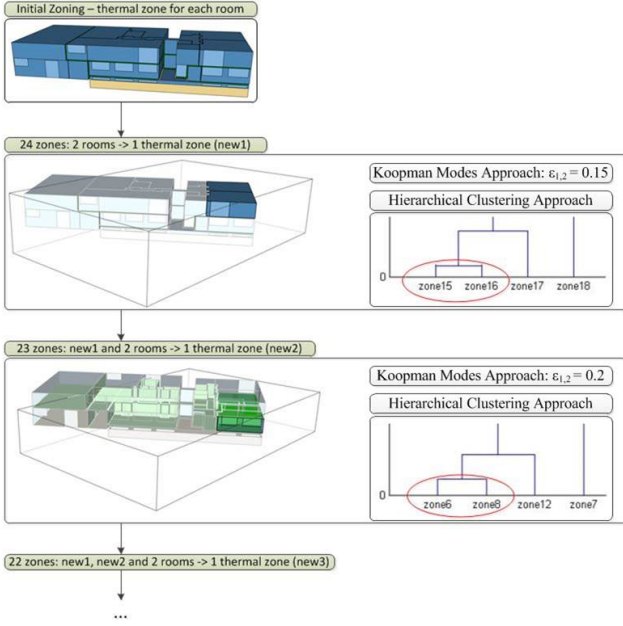 Initial Zoning – thermal zone for each room
24 zones: 2 rooms -> 1 thermal zone (new1)
Koopman Modes Approach: ε1,2 = 0.15
Hierarchical Clustering Approach
0
zone15 zone16 zone17 zone18
23 zones: new1 and 2 rooms -> 1 thermal zone (new2)
Koopman Modes Approach: ε1,2 = 0.2
Hierarchical Clustering Approach
0
zone6 zone8 zone12 zone7
22 zones: new1, new2 and 2 rooms -> 1 thermal zone (new3)
...